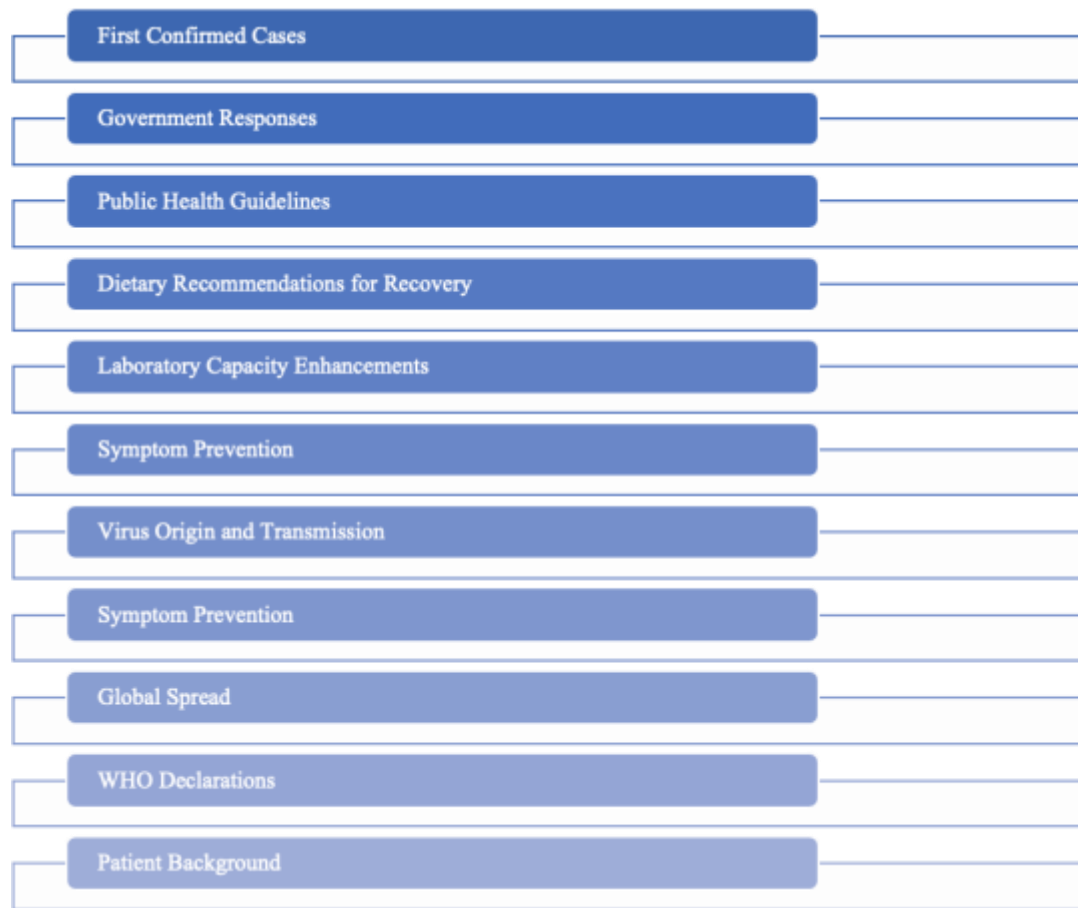 First Confirmed Cases
Government Responses
Public Health Guidelines
Dietary Recommendations for Recovery
Laboratory Capacity Enhancements
Symptom Prevention
Virus Origin and Transmission
Symptom Prevention
Global Spread
WHO Declarations
Patient Background